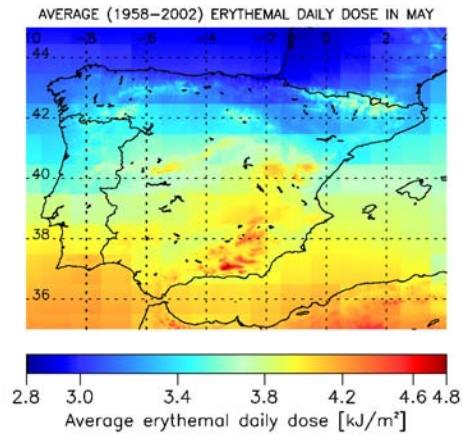 AVERAGE (1958–2002) ERYTHEMAL DAILY DOSE IN MAY
44
42
40
38
36
-8 -6 -4 -2 0 2 4
2.8 3.0 3.4 3.8 4.2 4.6 4.8
Average erythemal daily dose [kJ/m²]